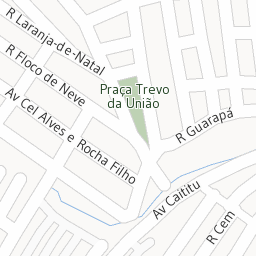 R Laranja-de-Natal
R Floco de Neve
Av Cel Alves e Rocha Filho
Praça Trevo
da União
R Guarapá
Av Caititu
R Cem